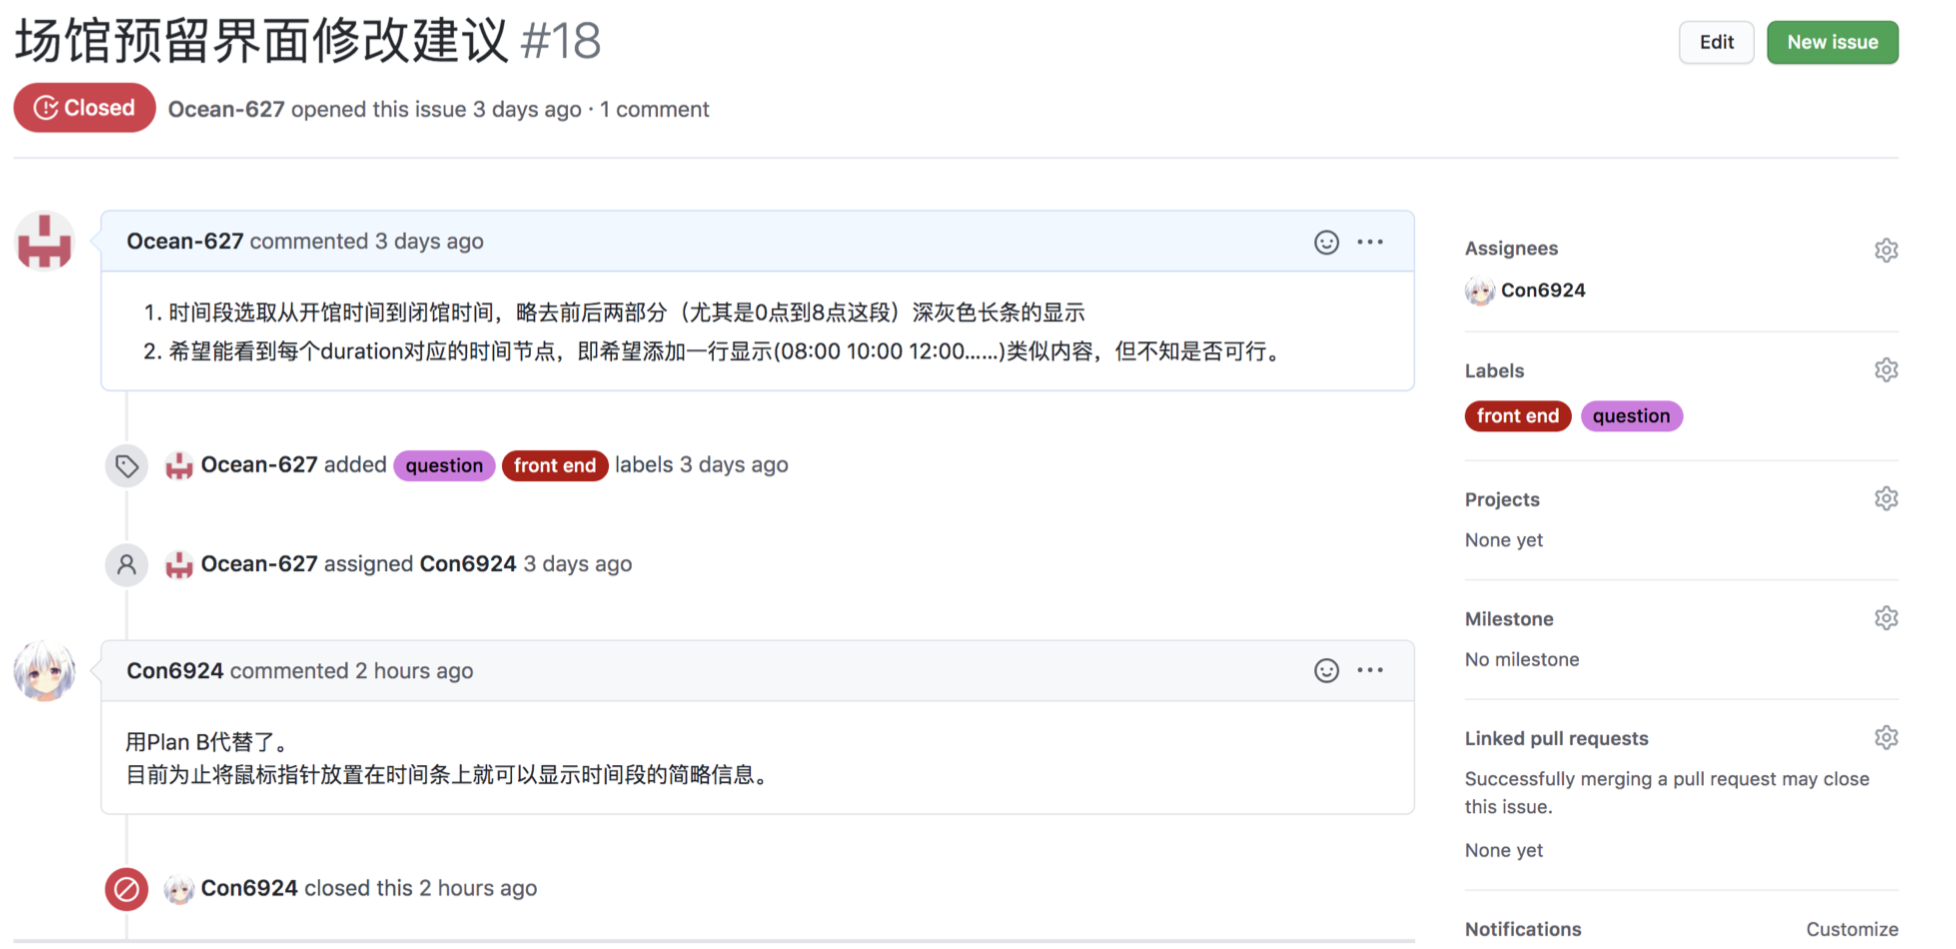 场馆预留界面修改建议 #18
Edit
New issue
Closed
Ocean-627 opened this issue 3 days ago · 1 comment
Ocean-627 commented 3 days ago
1. 时间段选取从开馆时间到闭馆时间，略去前后两部分（尤其是0点到8点这段）深灰色长条的显示
2. 希望能看到每个duration对应的时间节点，即希望添加一行显示(08:00 10:00 12:00......)类似内容，但不知是否可行。
Ocean-627 added question front end labels 3 days ago
Ocean-627 assigned Con6924 3 days ago
Con6924 commented 2 hours ago
用Plan B代替了。
目前为止将鼠标指针放置在时间条上就可以显示时间段的简略信息。
Con6924 closed this 2 hours ago
Assignees
Con6924
Labels
front end question
Projects
None yet
Milestone
No milestone
Linked pull requests
Successfully merging a pull request may close
this issue.
None yet
Notifications
Customize